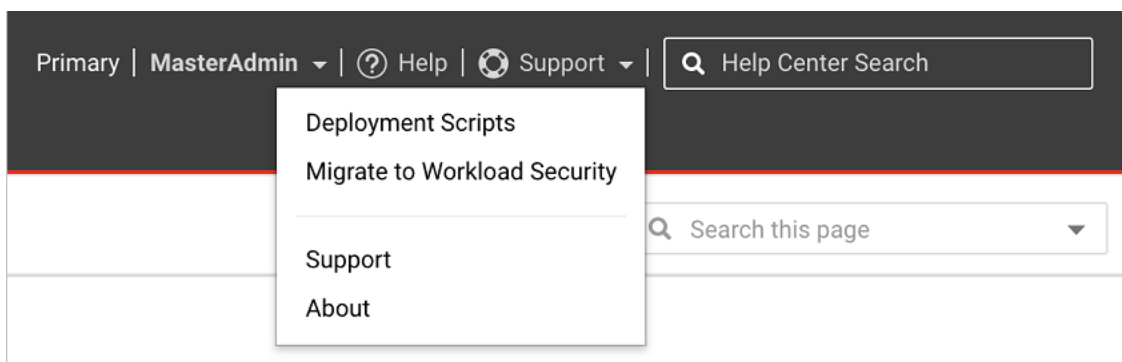 Primary | MasterAdmin | Help | Support | Help Center Search
Deployment Scripts
Migrate to Workload Security
Search this page
Support
About